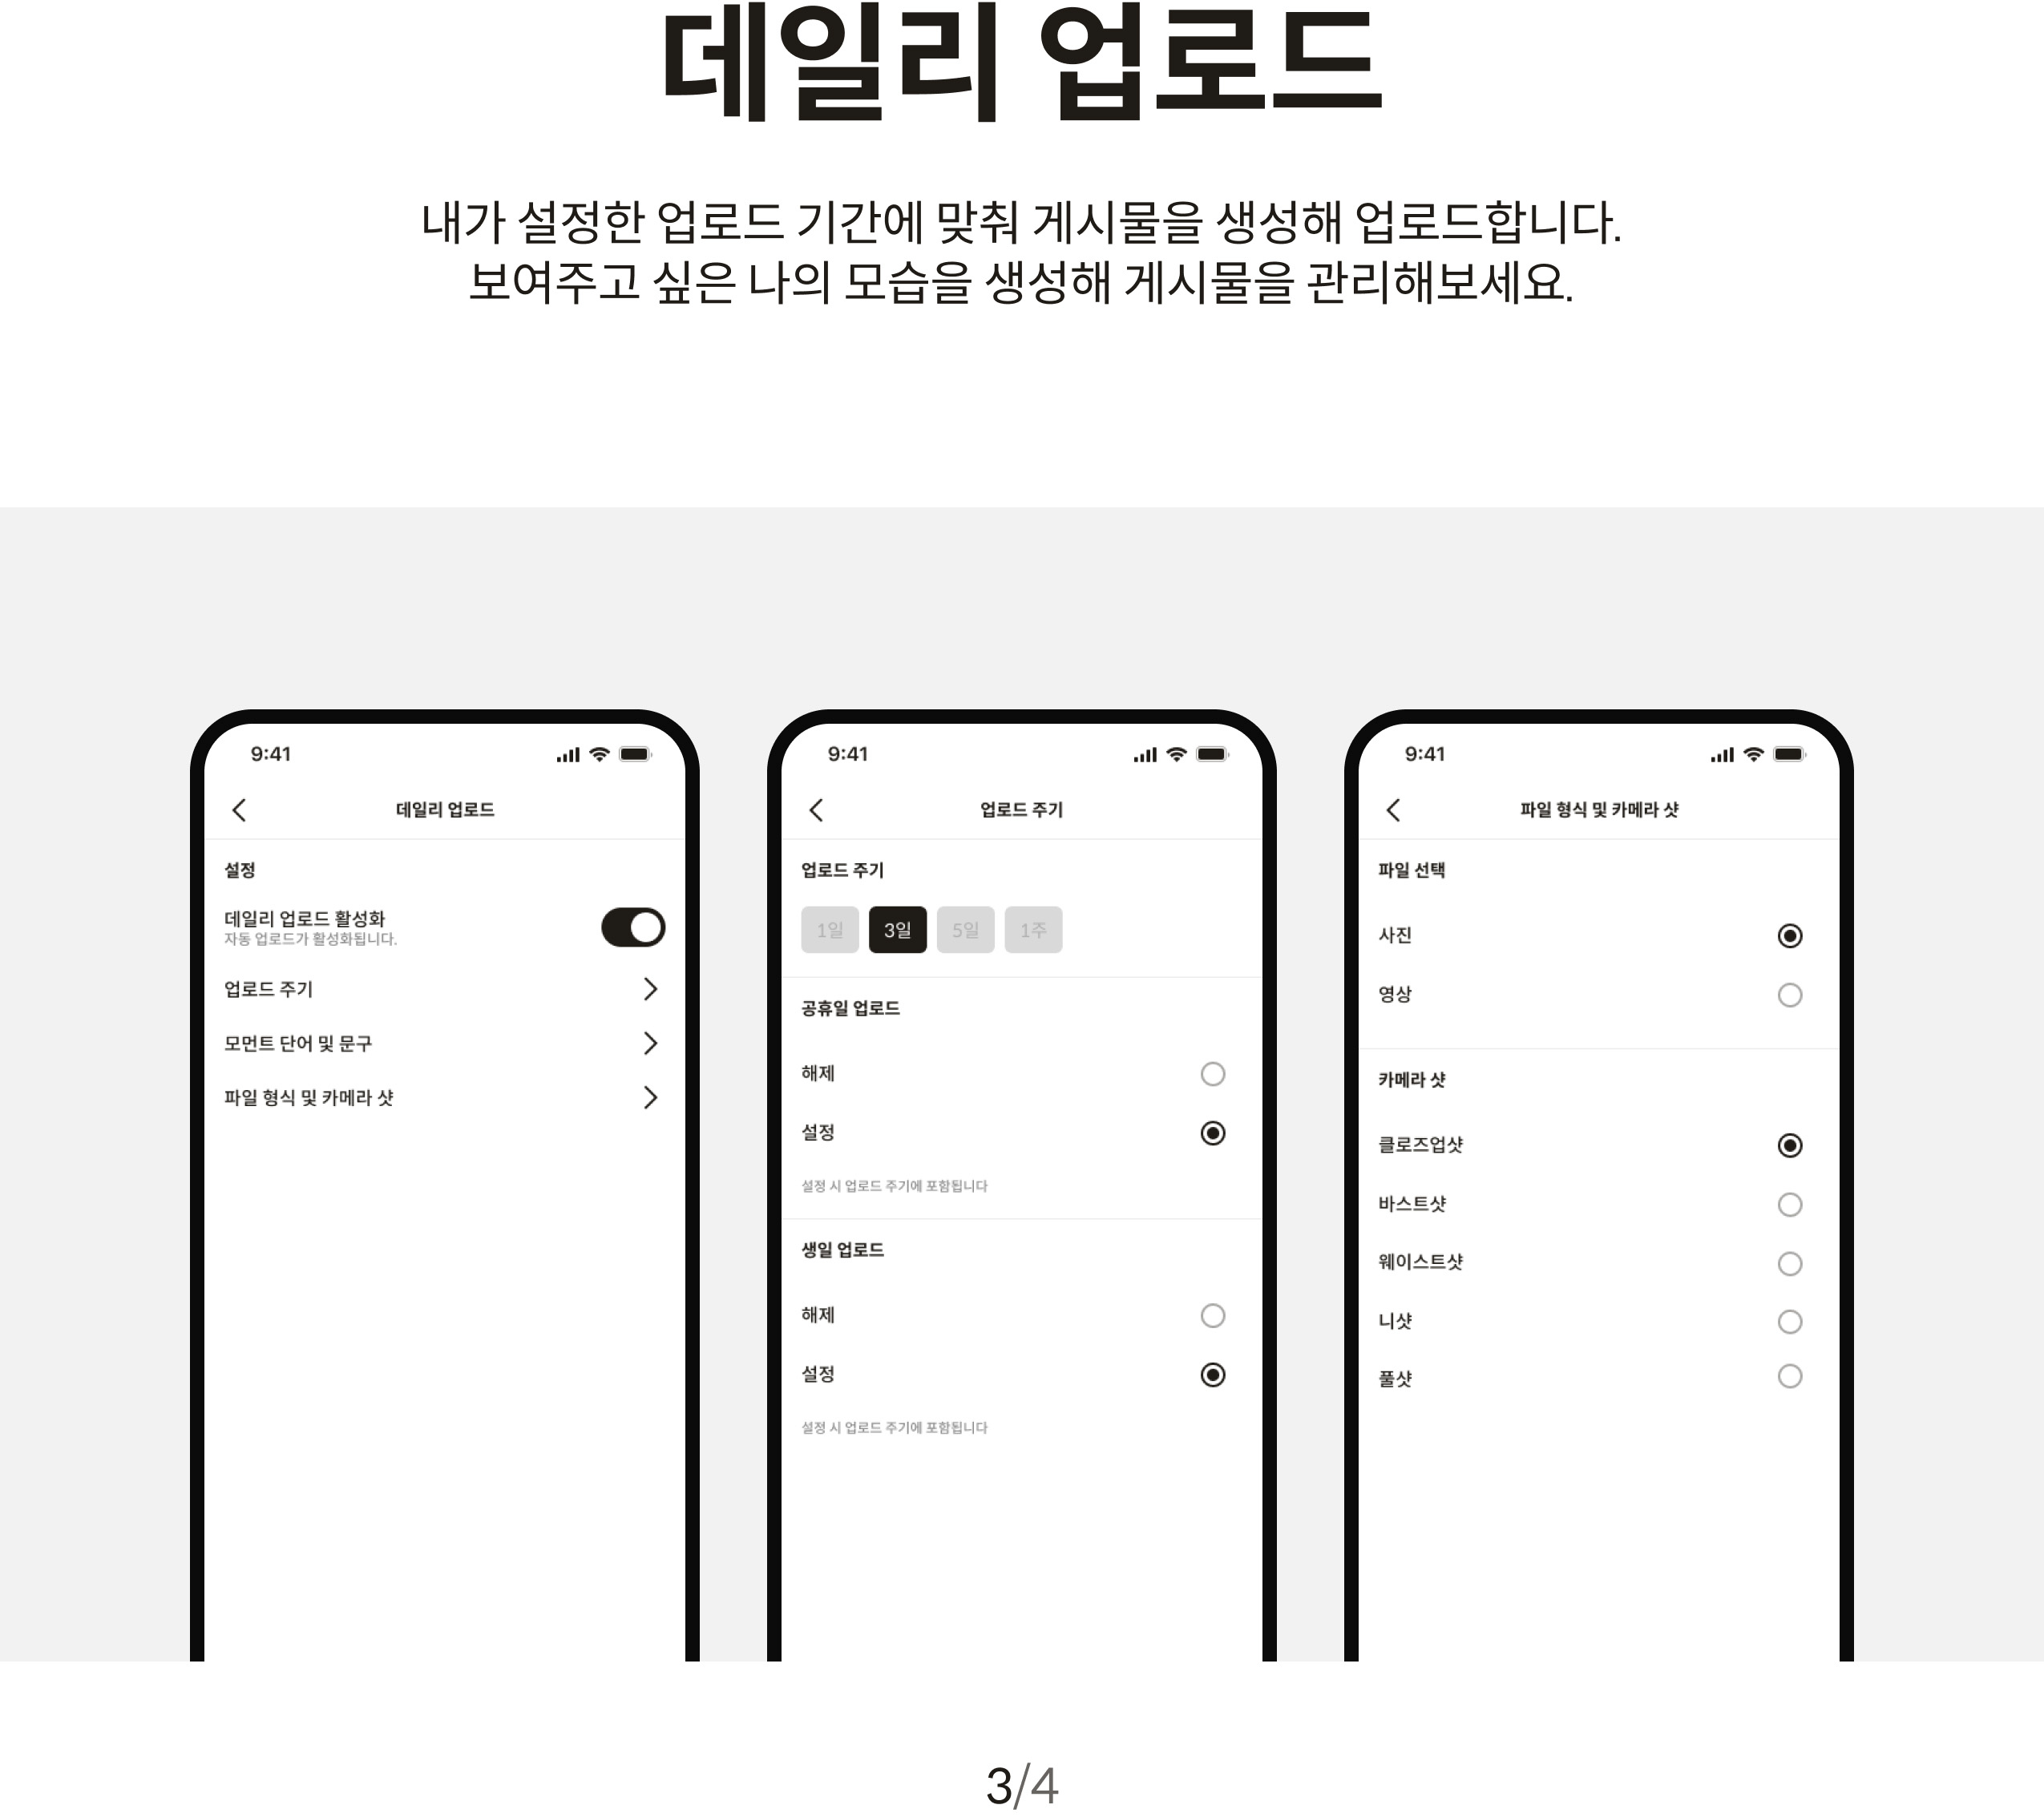 데일리 업로드
내가 설정한 업로드 기간에 맞춰 게시물을 생성해 업로드합니다.
보여주고 싶은 나의 모습을 생성해 게시물을 관리해보세요.
9:41
데일리 업로드
설정
데일리 업로드 활성화
자동 업로드가 활성화됩니다.
업로드 주기
모먼트 단어 및 문구
파일 형식 및 카메라 샷
9:41
업로드 주기
업로드 주기
1일 3일 5일 1주
공휴일 업로드
해제
설정
설정 시 업로드 주기에 포함됩니다
생일 업로드
해제
설정
설정 시 업로드 주기에 포함됩니다
9:41
파일 형식 및 카메라 샷
파일 선택
사진
영상
카메라 샷
클로즈업샷
바스트샷
웨이스트샷
니샷
풀샷
3/4